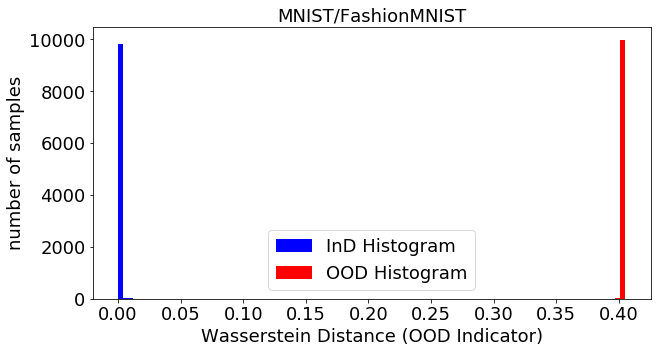 MNIST/FashionMNIST
number of samples
10000
8000
6000
4000
2000
0
InD Histogram
OOD Histogram
0.00 0.05 0.10 0.15 0.20 0.25 0.30 0.35 0.40
Wasserstein Distance (OOD Indicator)